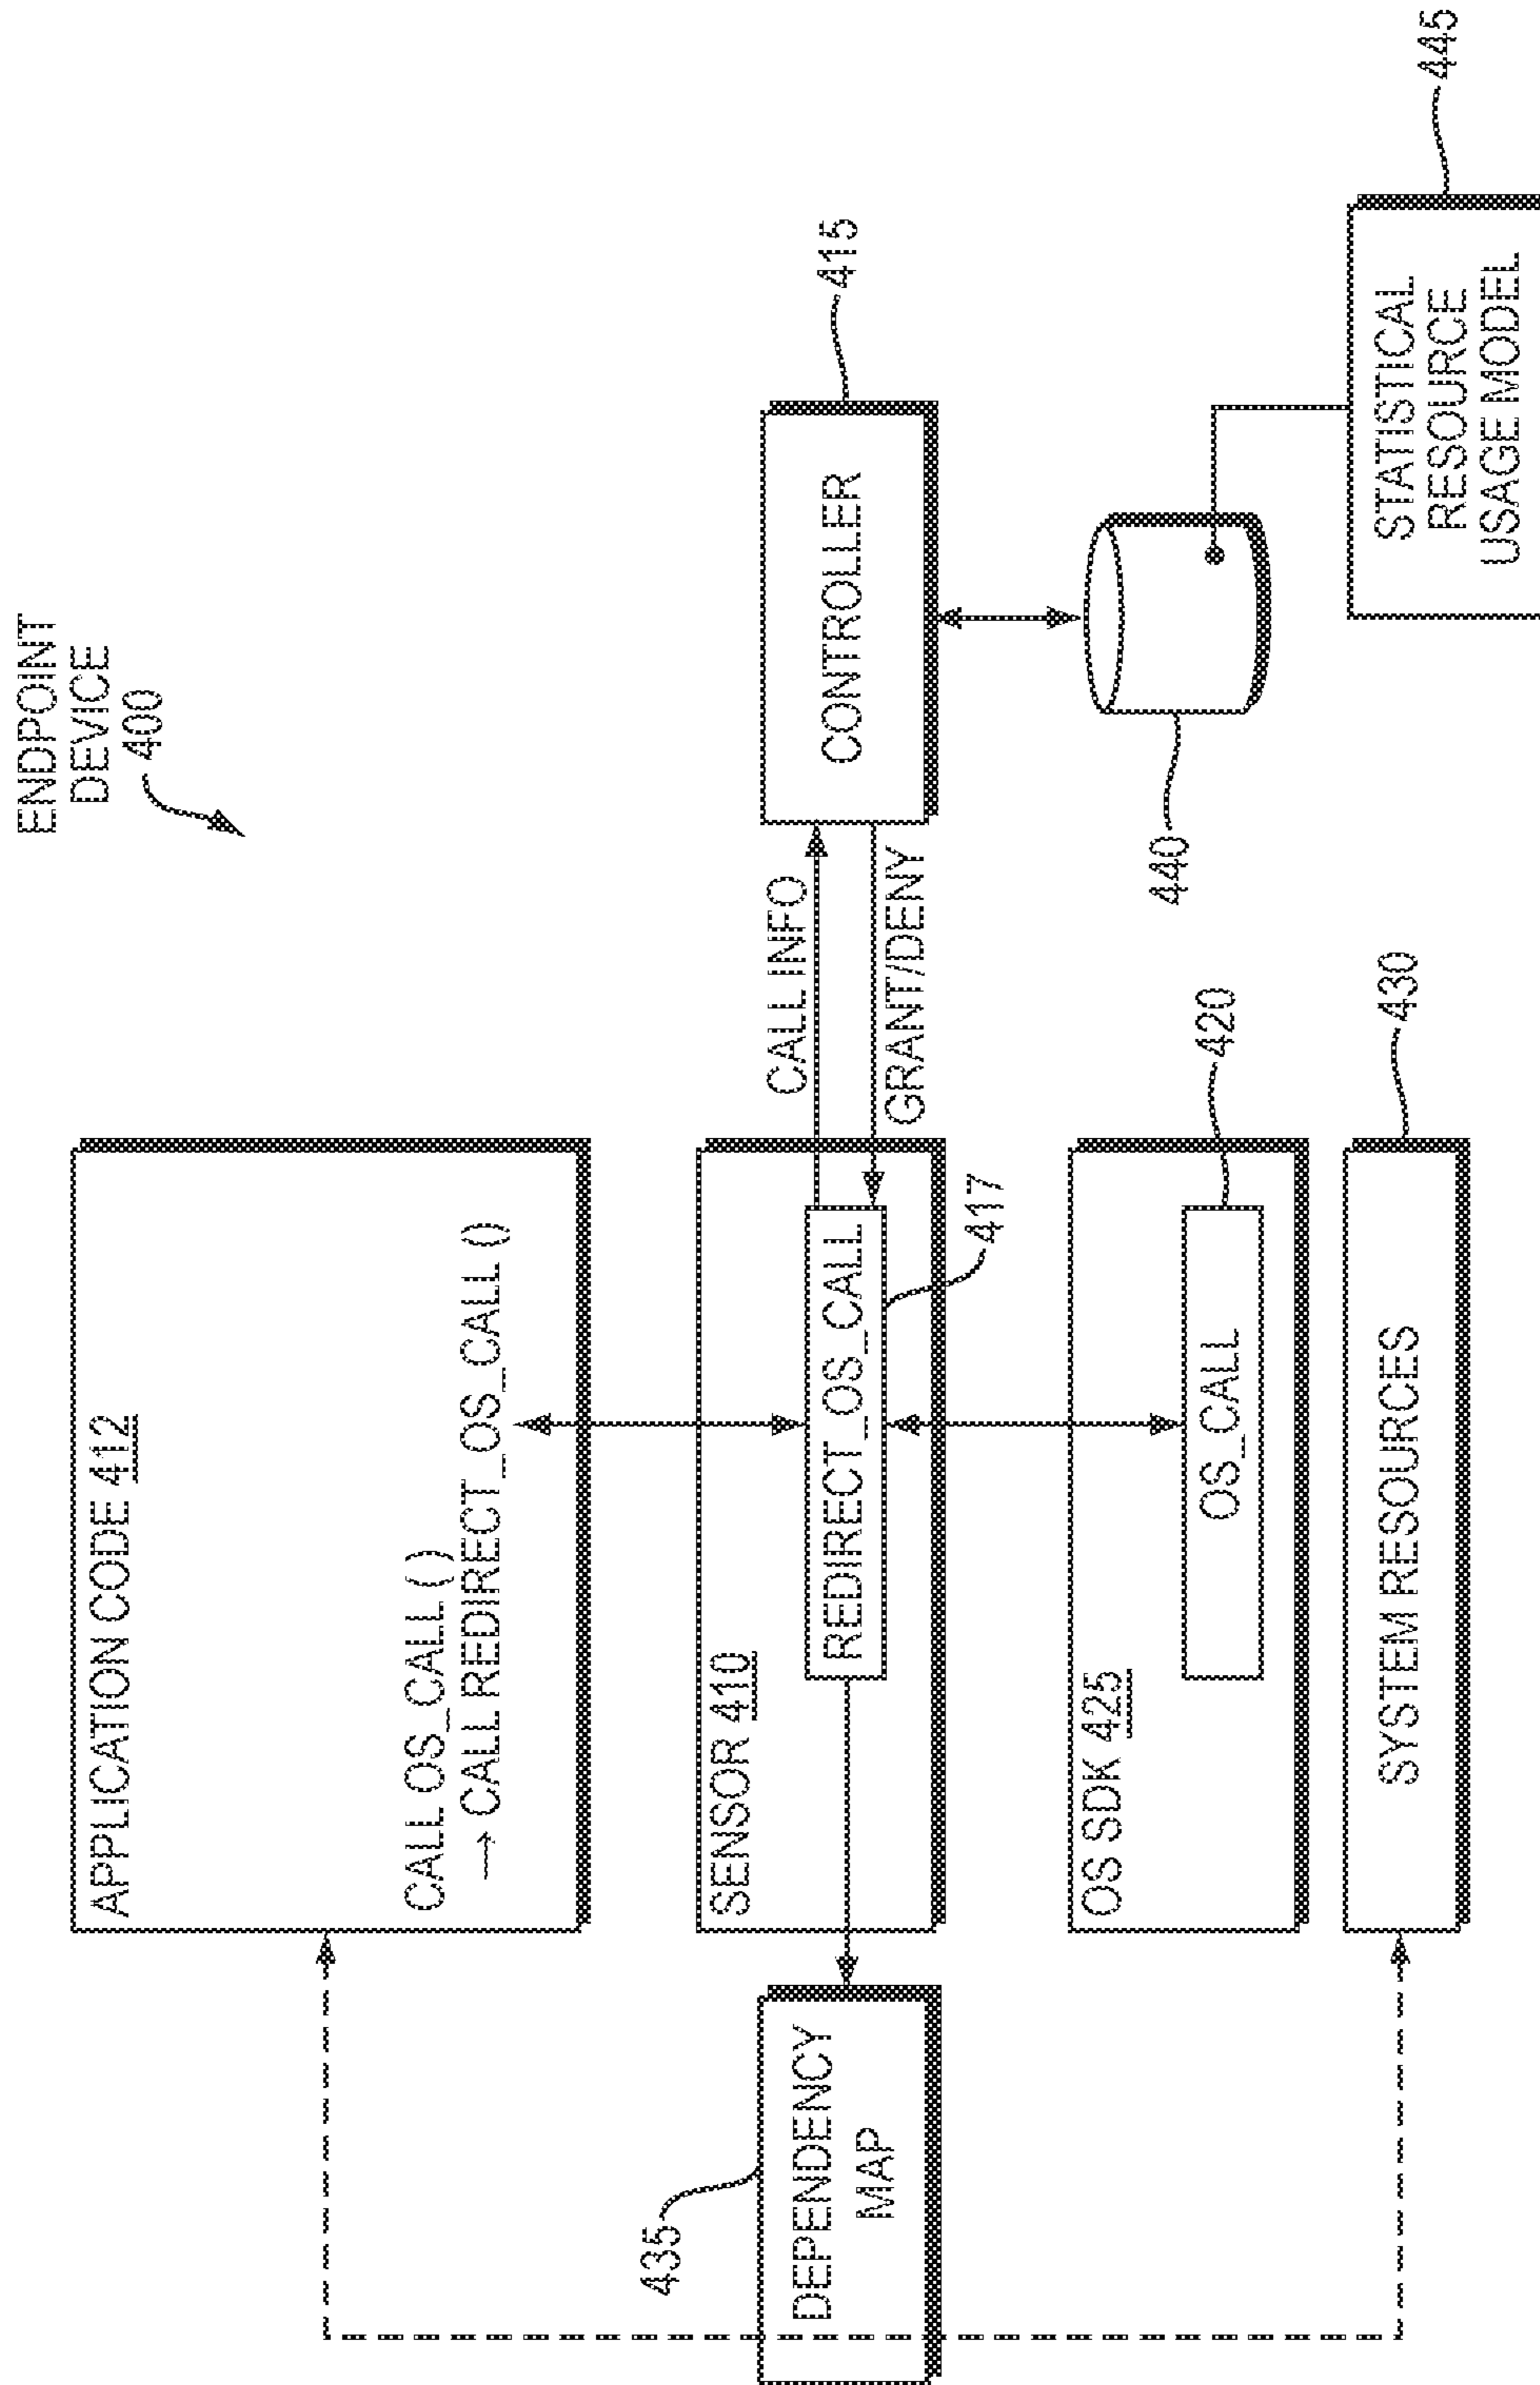 ENDPOINT
DEVICE
400
APPLICATION CODE 412
CALL OS_CALL ()
→ CALL REDIRECT_OS_CALL ()
435
DEPENDENCY
MAP
SENSOR 410
REDIRECT_OS_CALL
417
CALL INFO
GRANT/DENY
CONTROLLER
415
OS SDK 425
OS_CALL
420
440
SYSTEM RESOURCES
430
STATISTICAL
RESOURCE
USAGE MODEL
445